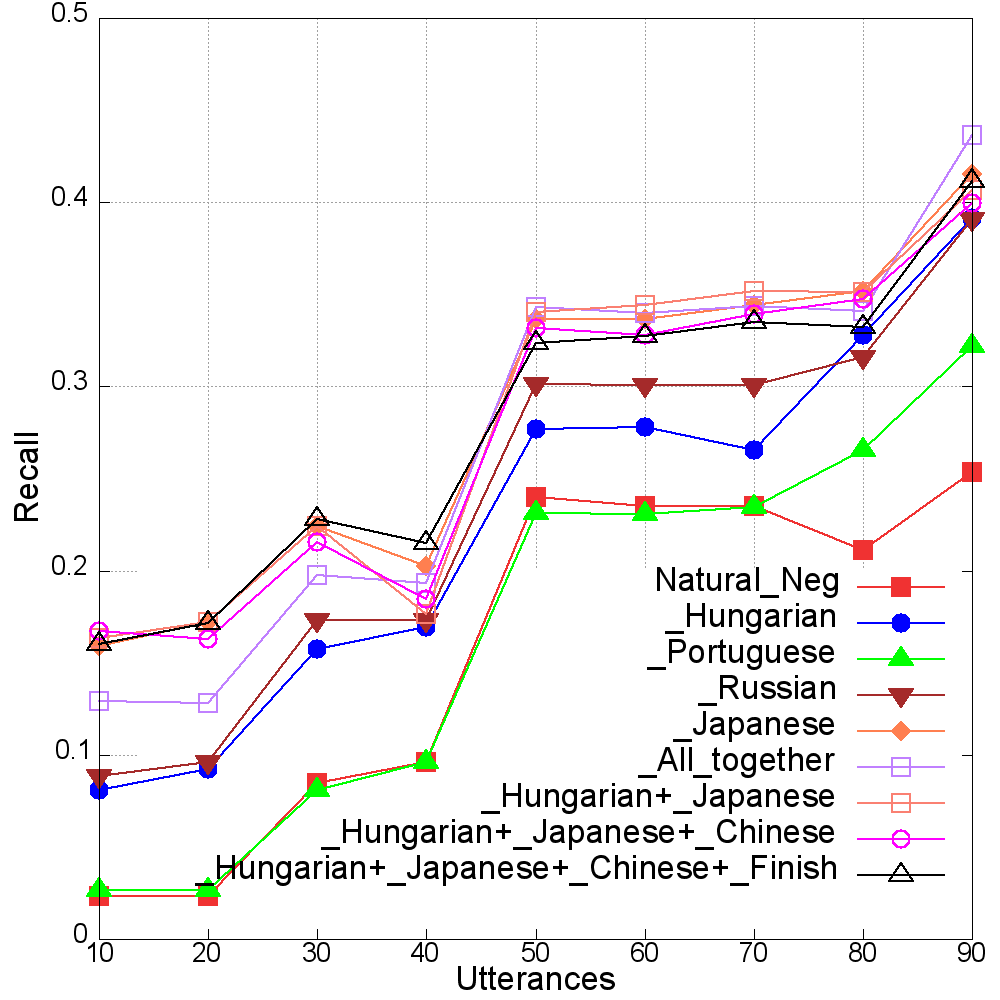 0.5
0.4
0.3
0.2
0.1
0
Recall
Natural_Neg
_Hungarian
_Portuguese
_Russian
_Japanese
_All_together
_Hungarian+_Japanese
_Hungarian+_Japanese+_Chinese
_Hungarian+_Japanese+_Chinese+_Finish
10 20 30 40 50 60 70 80 90
Utterances